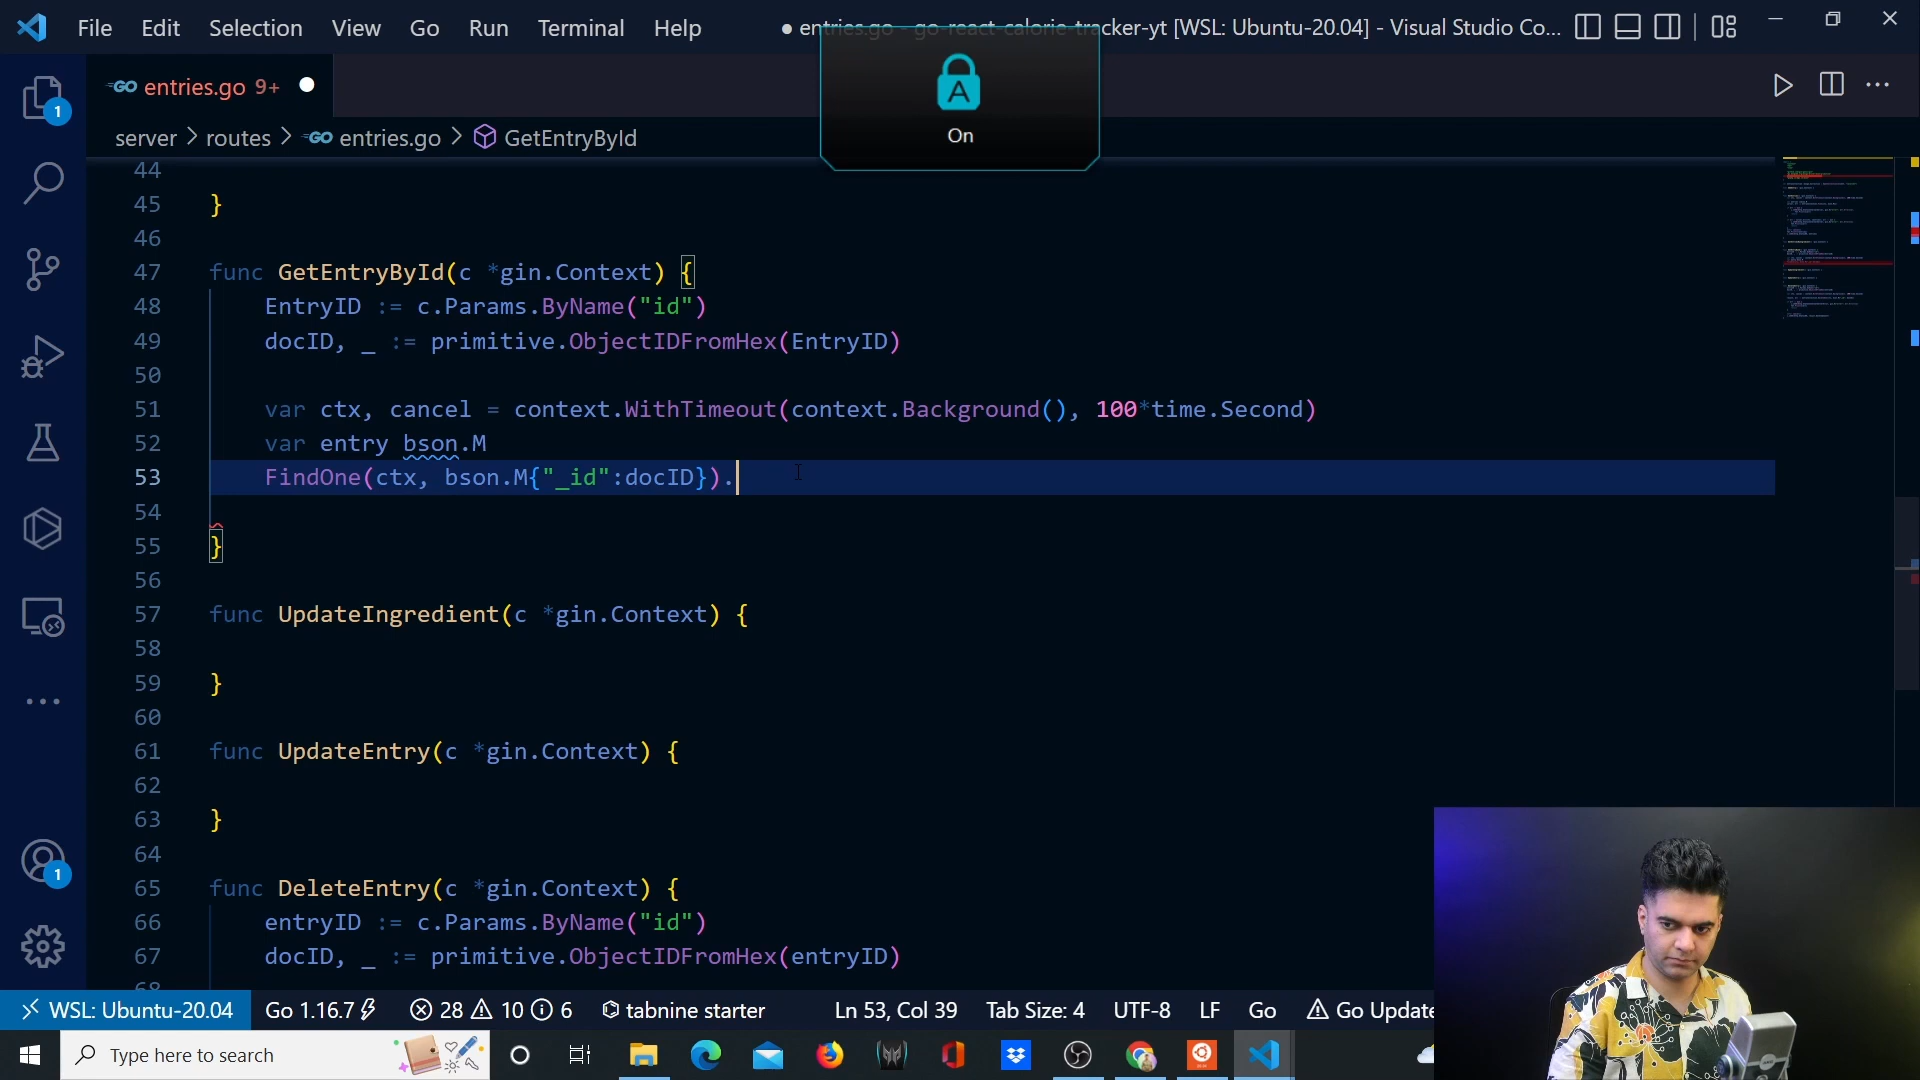 File Edit Selection View Go Run Terminal Help
● entries.go - go-react-calorie-tracker-yt [WSL: Ubuntu-20.04] - Visual Studio Co...
A
On
GO entries.go 9+
server > routes > GO entries.go > GetEntryById
1
44
45 }
46
47 func GetEntryById(c *gin.Context) {
48 EntryID := c.Params.ByName("id")
49 docID, _ := primitive.ObjectIDFromHex(EntryID)
50
51 var ctx, cancel = context.WithTimeout(context.Background(), 100*time.Second)
52 var entry bson.M
53 FindOne(ctx, bson.M{"_id":docID}).
54
55 }
56
57 func UpdateIngredient(c *gin.Context) {
58
59 }
60
61 func UpdateEntry(c *gin.Context) {
62
63 }
64
65 func DeleteEntry(c *gin.Context) {
66 entryID := c.Params.ByName("id")
67 docID, _ := primitive.ObjectIDFromHex(entryID)
68
1
WSL: Ubuntu-20.04 Go 1.16.7 28 10 6 tabnine starter Ln 53, Col 39 Tab Size: 4 UTF-8 LF Go Go Update
Type here to search